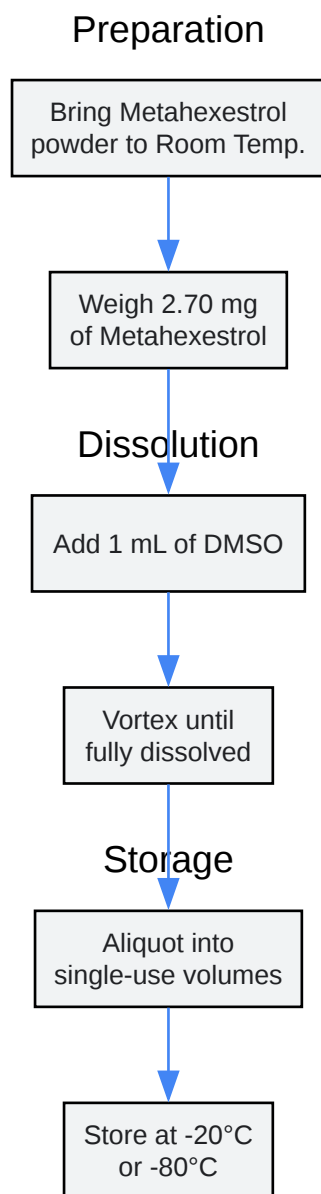 Preparation
Bring Metahexestrol
powder to Room Temp.
Weigh 2.70 mg
of Metahexestrol
Dissolution
Add 1 mL of DMSO
Vortex until
fully dissolved
Storage
Aliquot into
single-use volumes
Store at -20°C
or -80°C